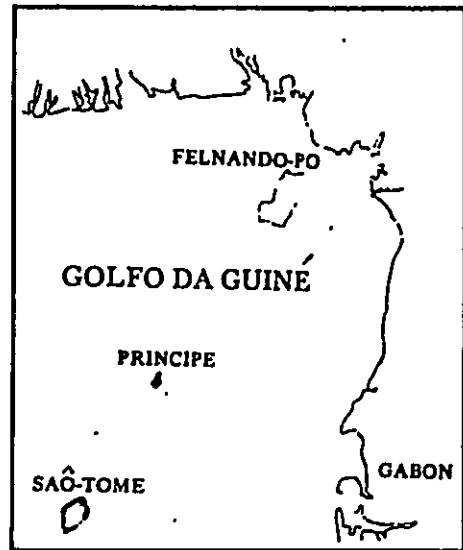 FELNANDO-PO
GOLFO DA GUINÉ
PRINCIPE
SAÔ-TOME
GABON